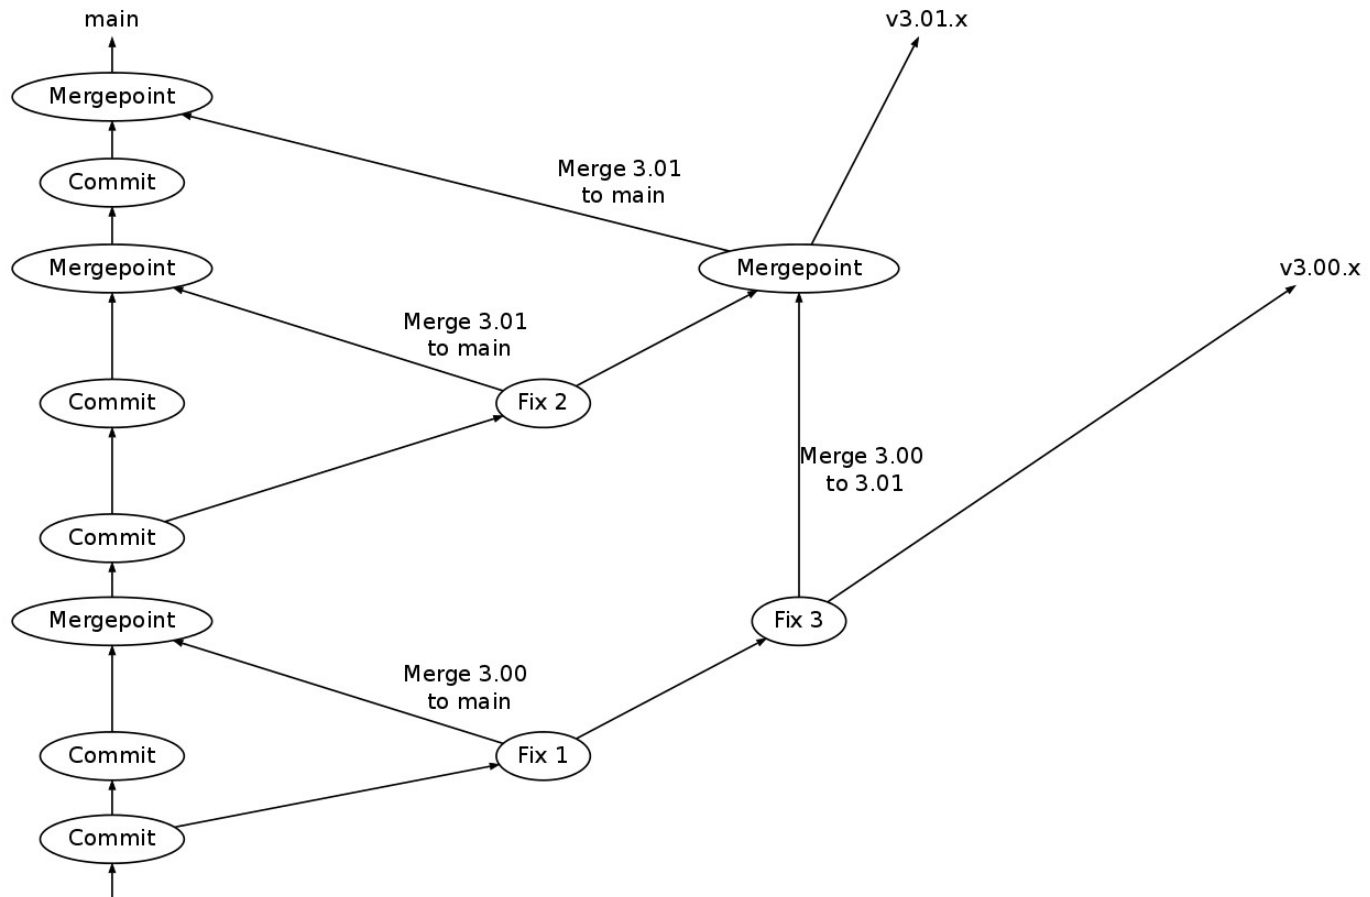 main
v3.01.x
Mergepoint
Merge 3.01
to main
Commit
Mergepoint
Mergepoint
v3.00.x
Merge 3.01
to main
Commit
Fix 2
Merge 3.00
to 3.01
Commit
Mergepoint
Fix 3
Merge 3.00
to main
Commit
Fix 1
Commit